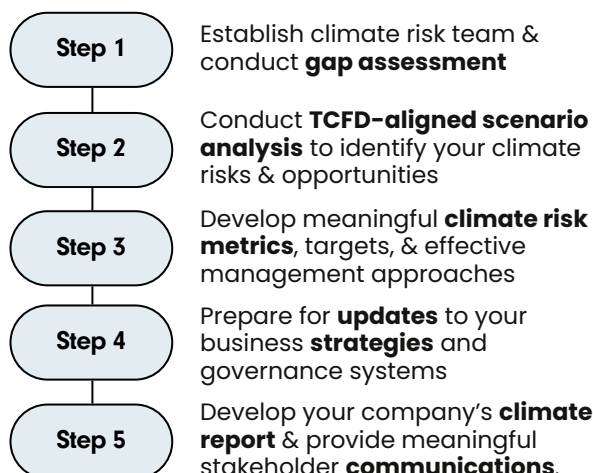 Step 1
Establish climate risk team &
conduct gap assessment
Step 2
Conduct TCFD-aligned scenario
analysis to identify your climate
risks & opportunities
Step 3
Develop meaningful climate risk
metrics, targets, & effective
management approaches
Step 4
Prepare for updates to your
business strategies and
governance systems
Step 5
Develop your company's climate
report & provide meaningful
stakeholder communications.